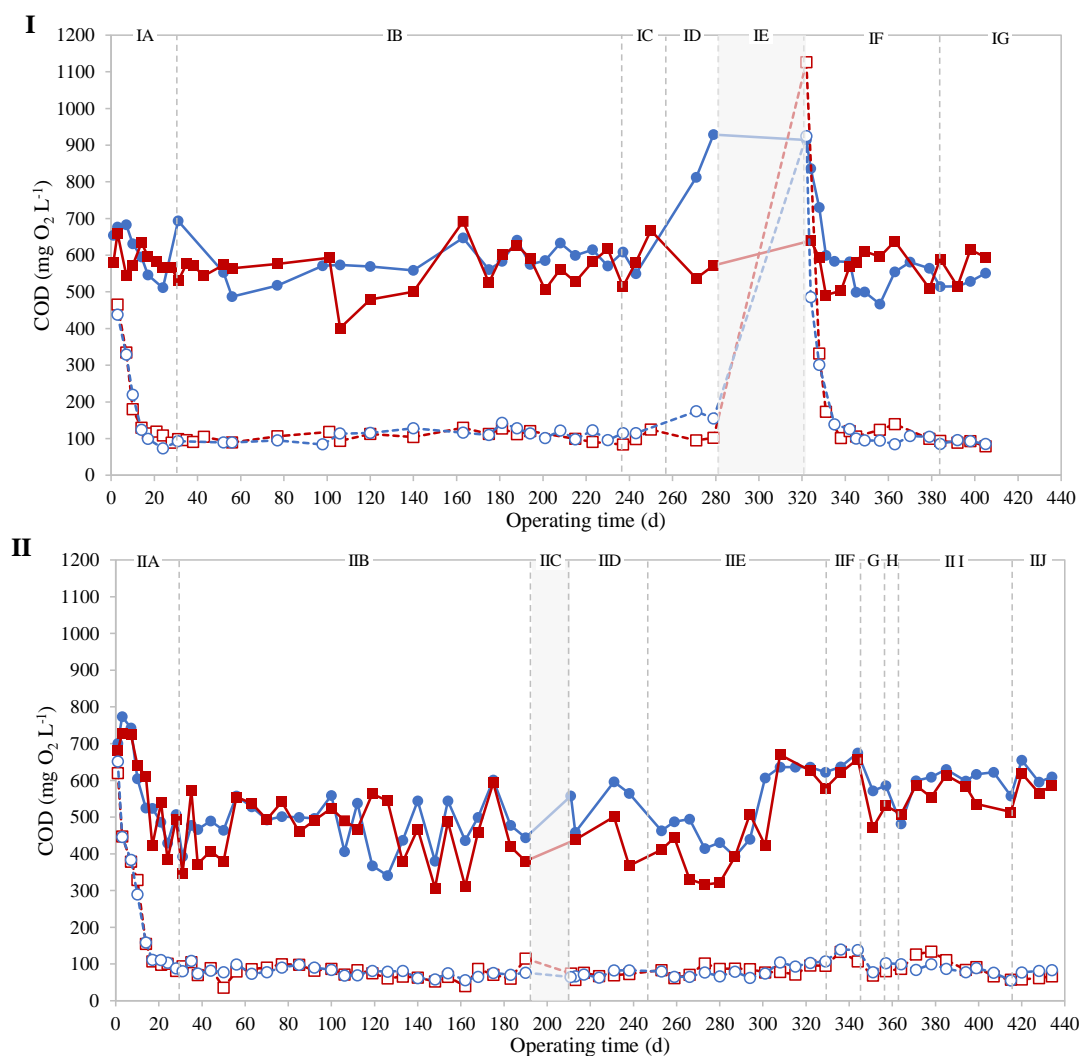 I
IA IB IC ID IE IF IG
1200
1100
1000
900
800
700
600
500
400
300
200
100
0
COD (mg O₂ L⁻¹)
0 20 40 60 80 100 120 140 160 180 200 220 240 260 280 300 320 340 360 380 400 420 440
Operating time (d)
II
IIA IIB IIC IID IIE IIF G H II I IIJ
1200
1100
1000
900
800
700
600
500
400
300
200
100
0
COD (mg O₂ L⁻¹)
0 20 40 60 80 100 120 140 160 180 200 220 240 260 280 300 320 340 360 380 400 420 440
Operating time (d)